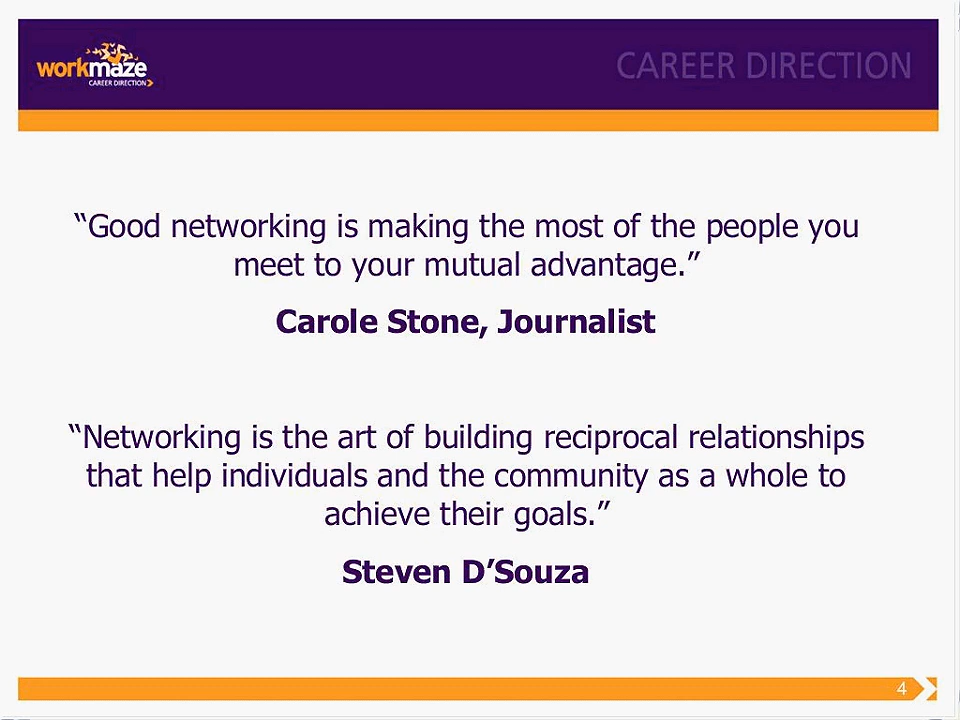 workmaze
CAREER DIRECTION
CAREER DIRECTION
“Good networking is making the most of the people you
meet to your mutual advantage.”
Carole Stone, Journalist
“Networking is the art of building reciprocal relationships
that help individuals and the community as a whole to
achieve their goals.”
Steven D’Souza
4